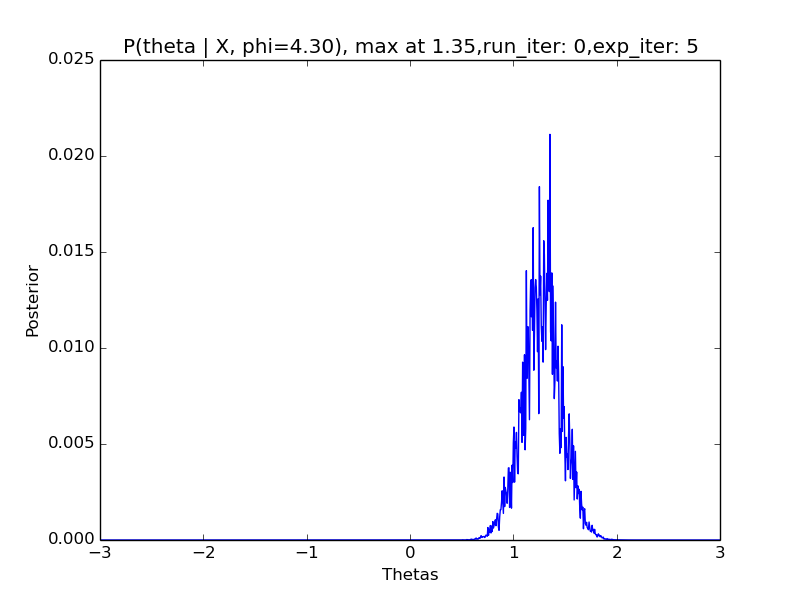 P(theta | X, phi=4.30), max at 1.35,run_iter: 0,exp_iter: 5
0.025
0.020
0.015
0.010
0.005
0.000
Posterior
−3 −2 −1 0 1 2 3
Thetas